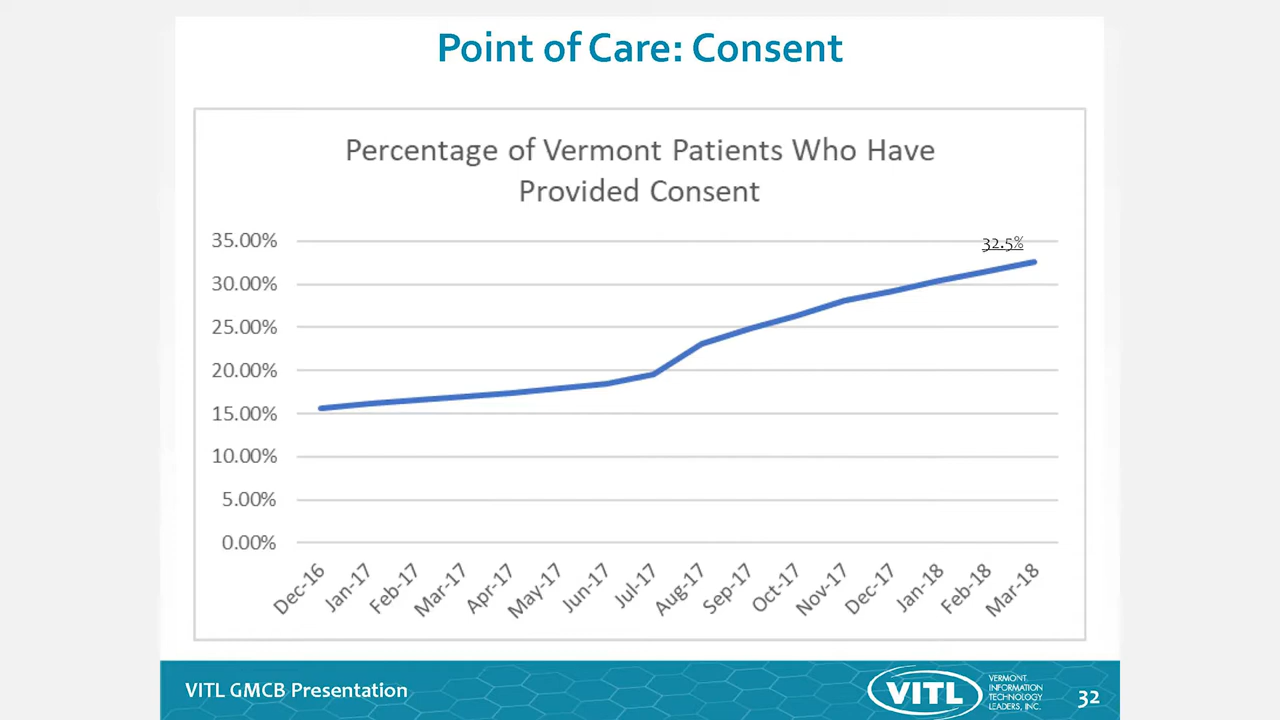 Point of Care: Consent
Percentage of Vermont Patients Who Have
Provided Consent
35.00%
30.00%
25.00%
20.00%
15.00%
10.00%
5.00%
0.00%
32.5%
Dec-16
Jan-17
Feb-17
Mar-17
Apr-17
May-17
Jun-17
Jul-17
Aug-17
Sep-17
Oct-17
Nov-17
Dec-17
Jan-18
Feb-18
Mar-18
VITL GMCB Presentation
VITL
VERMONT
INFORMATION
TECHNOLOGY
LEADERS, INC.
32